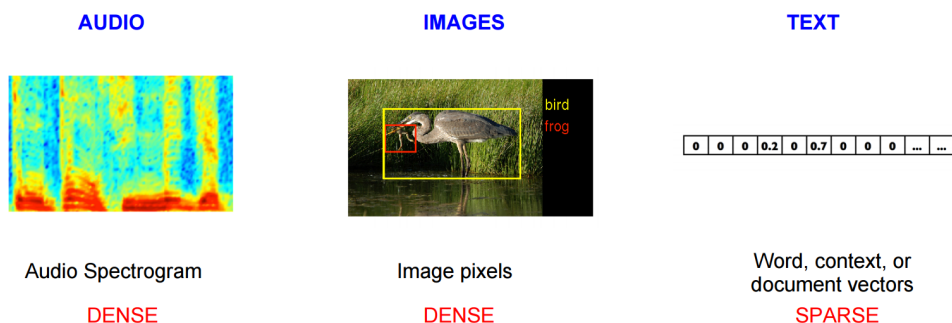 AUDIO
IMAGES
TEXT
bird
frog
0 0 0 0.2 0 0.7 0 0 0 ... ...
Audio Spectrogram
Image pixels
Word, context, or
document vectors
DENSE
DENSE
SPARSE